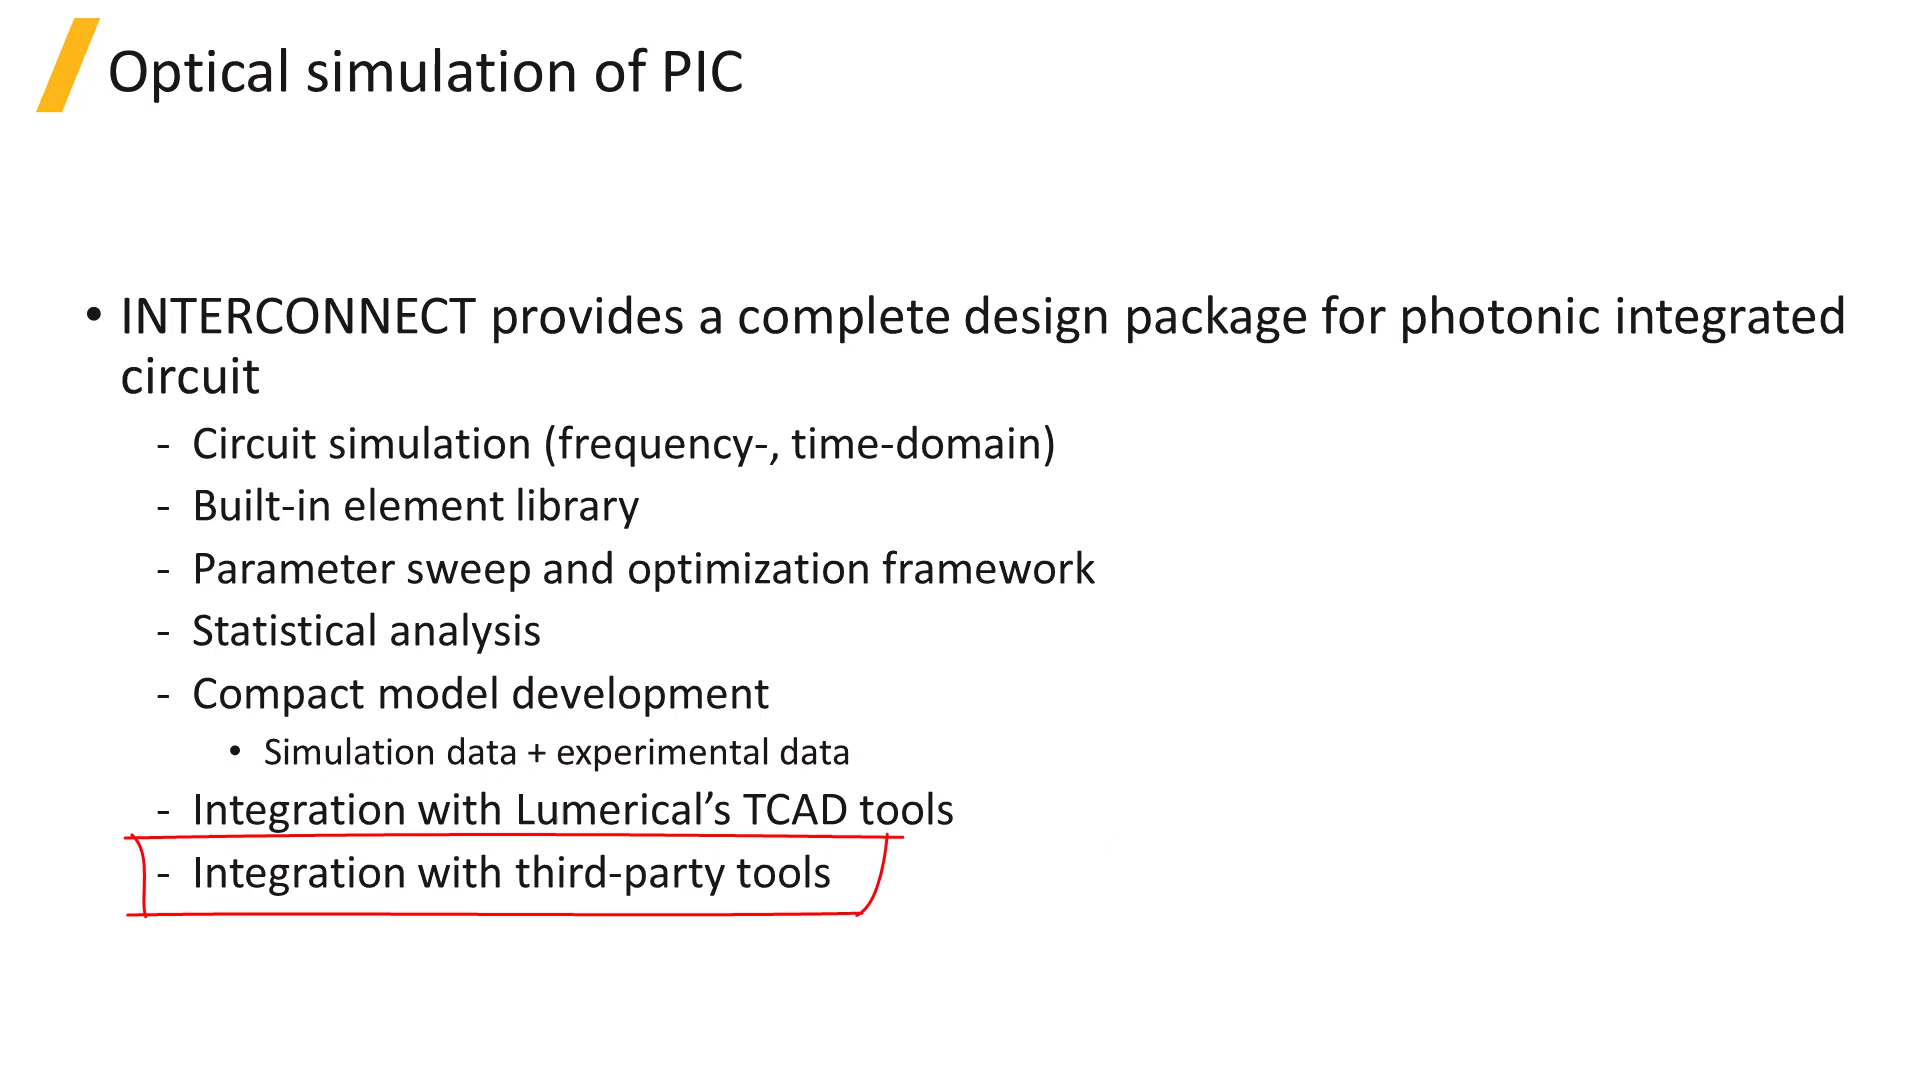 Optical simulation of PIC
• INTERCONNECT provides a complete design package for photonic integrated
circuit
- Circuit simulation (frequency-, time-domain)
- Built-in element library
- Parameter sweep and optimization framework
- Statistical analysis
- Compact model development
• Simulation data + experimental data
- Integration with Lumerical’s TCAD tools
- Integration with third-party tools